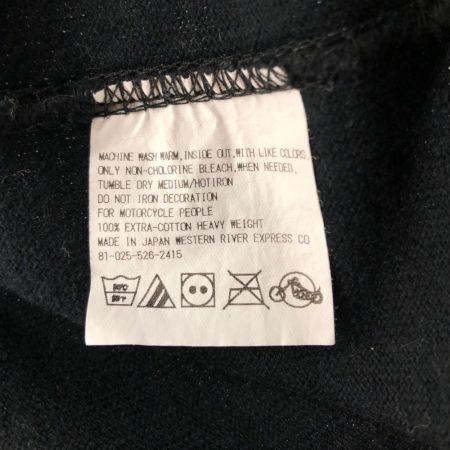 MACHINE WASH WARM, INSIDE OUT, WITH LIKE COLORS.
ONLY NON-CHOLORINE BLEACH, WHEN NEEDED,
TUMBLE DRY MEDIUM/HOTIRON
DO NOT IRON DECORATION
FOR MOTORCYCLE PEOPLE
100% EXTRA-COTTON HEAVY WEIGHT
MADE IN JAPAN WESTERN RIVER EXPRESS CO
81-025-526-2415